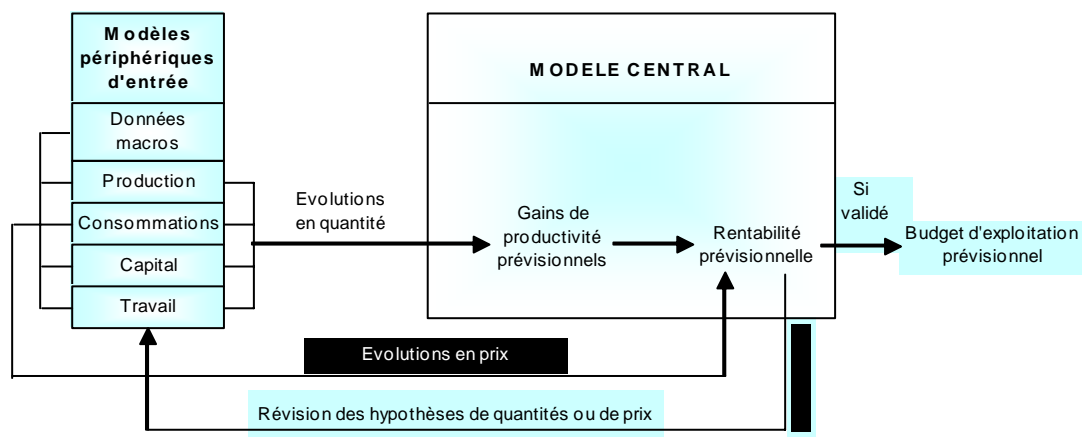 Modèles
périphériques
d'entrée
Données
macros
Production
Consommations
Capital
Travail
Evolutions
en quantité
MODELE CENTRAL
Gains de
productivité
prévisionnels
Rentabilité
prévisionnelle
Si
validé
Budget d'exploitation
prévisionnel
Evolutions en prix
Révision des hypothèses de quantités ou de prix